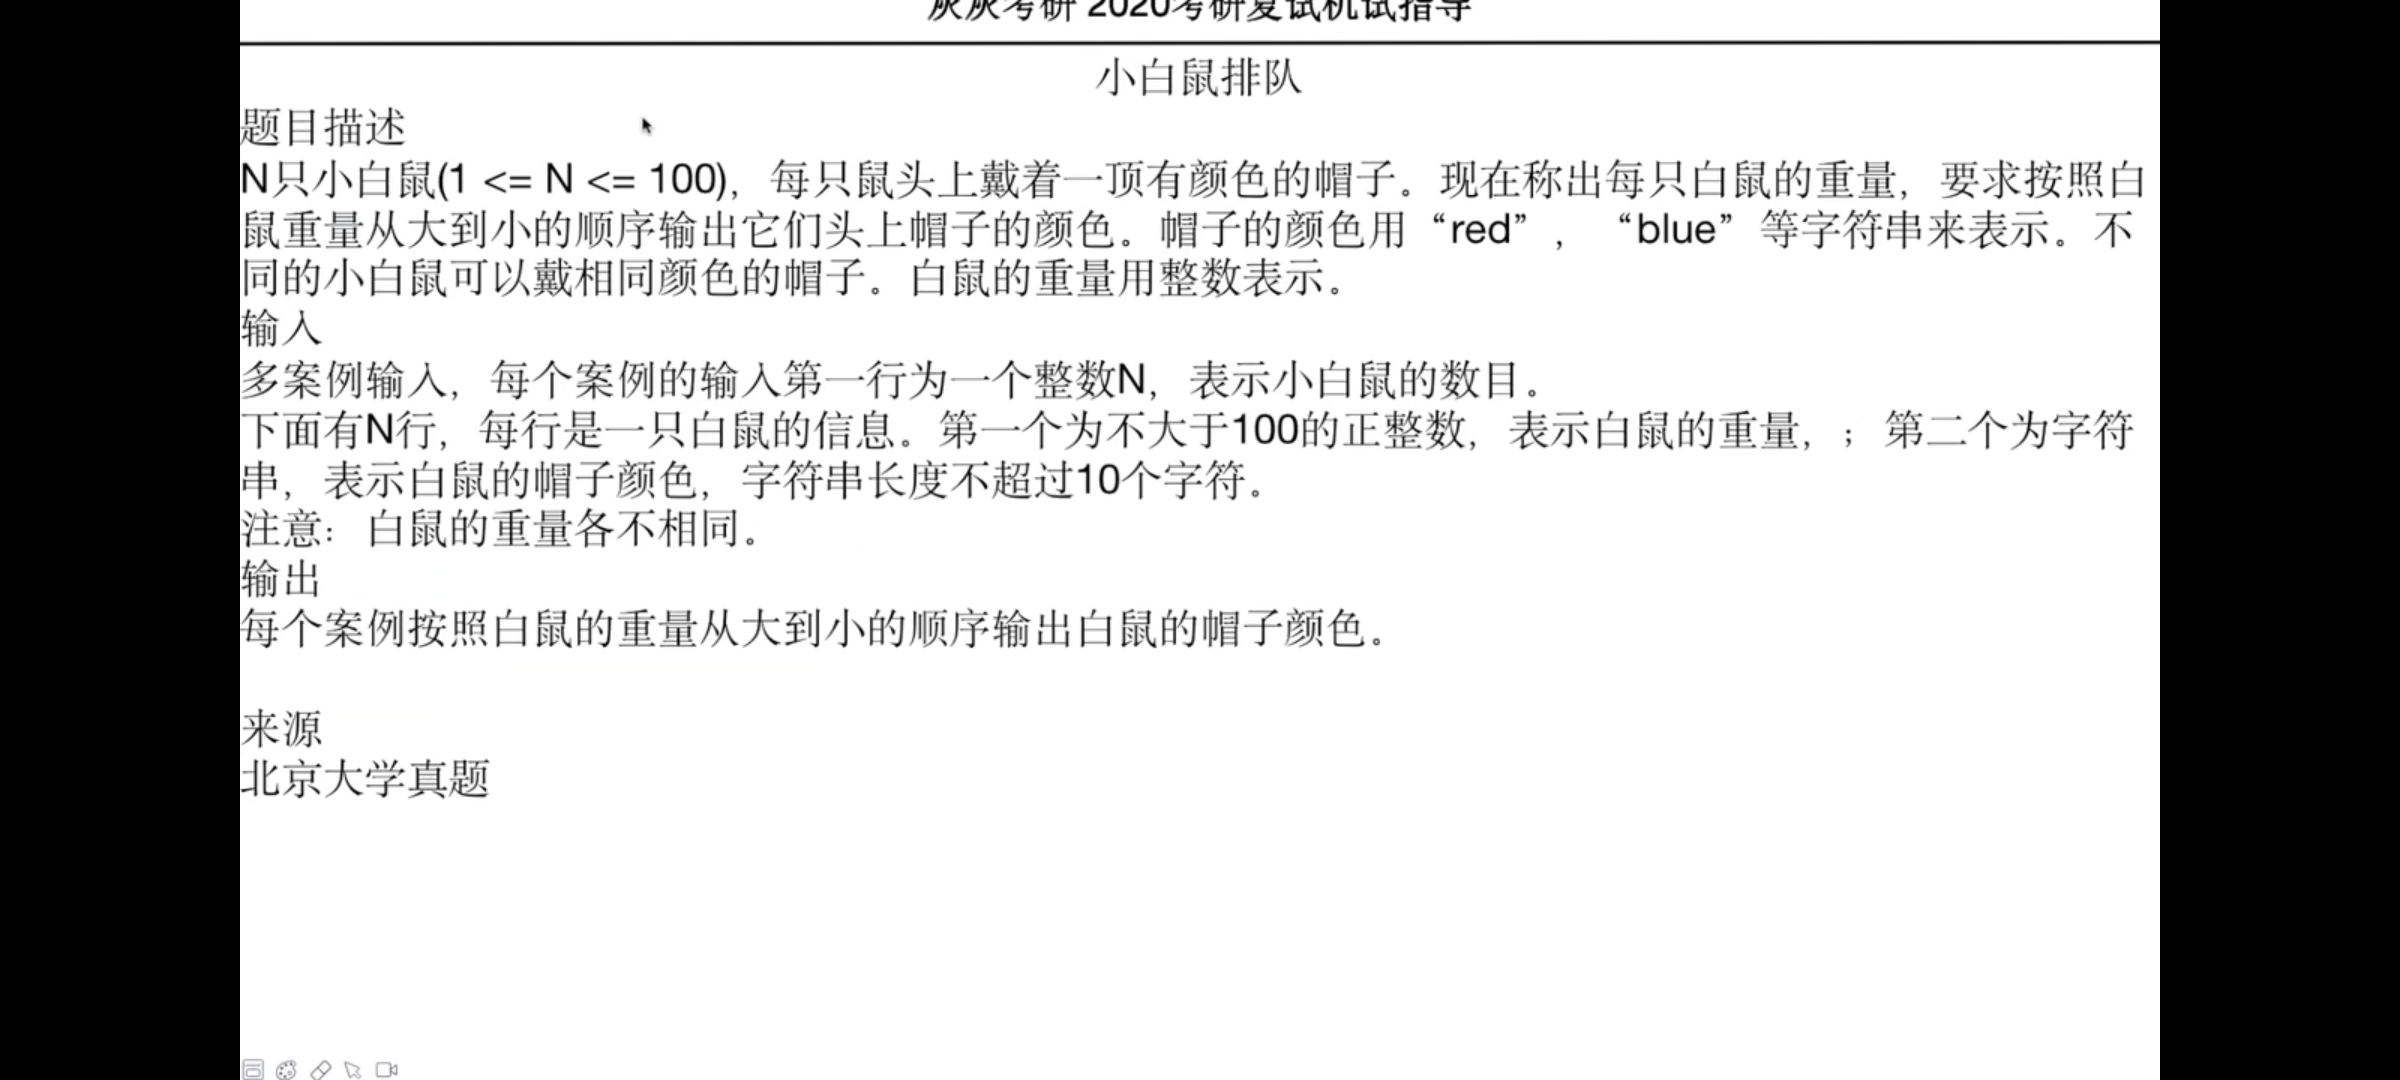 灰灰考研 2020考研复试机试指导
小白鼠排队
题目描述
N只小白鼠(1 <= N <= 100)，每只鼠头上戴着一顶有颜色的帽子。现在称出每只白鼠的重量，要求按照白
鼠重量从大到小的顺序输出它们头上帽子的颜色。帽子的颜色用“red”，“blue”等字符串来表示。不
同的小白鼠可以戴相同颜色的帽子。白鼠的重量用整数表示。
输入
多案例输入，每个案例的输入第一行为一个整数N，表示小白鼠的数目。
下面有N行，每行是一只白鼠的信息。第一个为不大于100的正整数，表示白鼠的重量，；第二个为字符
串，表示白鼠的帽子颜色，字符串长度不超过10个字符。
注意：白鼠的重量各不相同。
输出
每个案例按照白鼠的重量从大到小的顺序输出白鼠的帽子颜色。
来源
北京大学真题